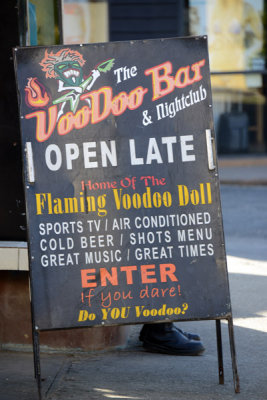 The
VooDoo Bar
& Nightclub
OPEN LATE
Home Of The
Flaming Voodoo Doll
SPORTS TV / AIR CONDITIONED
COLD BEER / SHOTS MENU
GREAT MUSIC / GREAT TIMES
ENTER
If you dare!
Do YOU Voodoo?